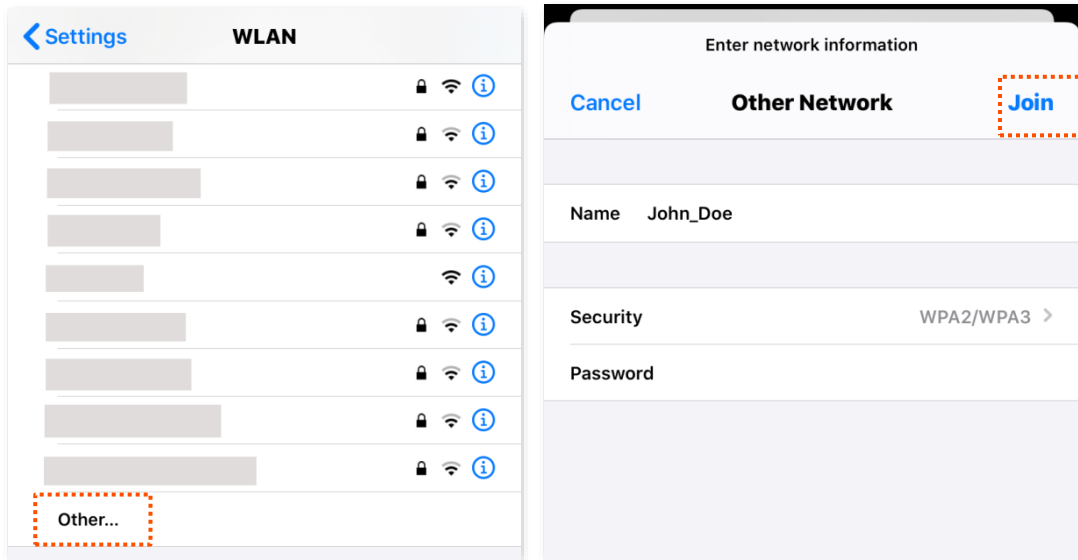 Settings WLAN
Other...
Enter network information
Cancel Other Network Join
Name John_Doe
Security WPA2/WPA3
Password